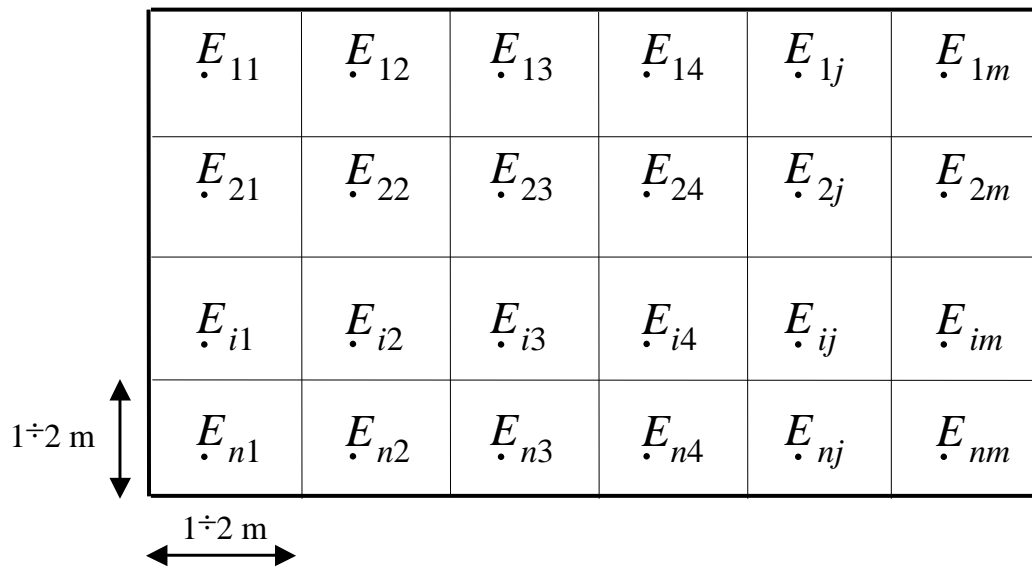 E11 E12 E13 E14 E1j E1m
E21 E22 E23 E24 E2j E2m
Ei1 Ei2 Ei3 Ei4 Eij Eim
1÷2 m
En1 En2 En3 En4 Enj Enm
1÷2 m